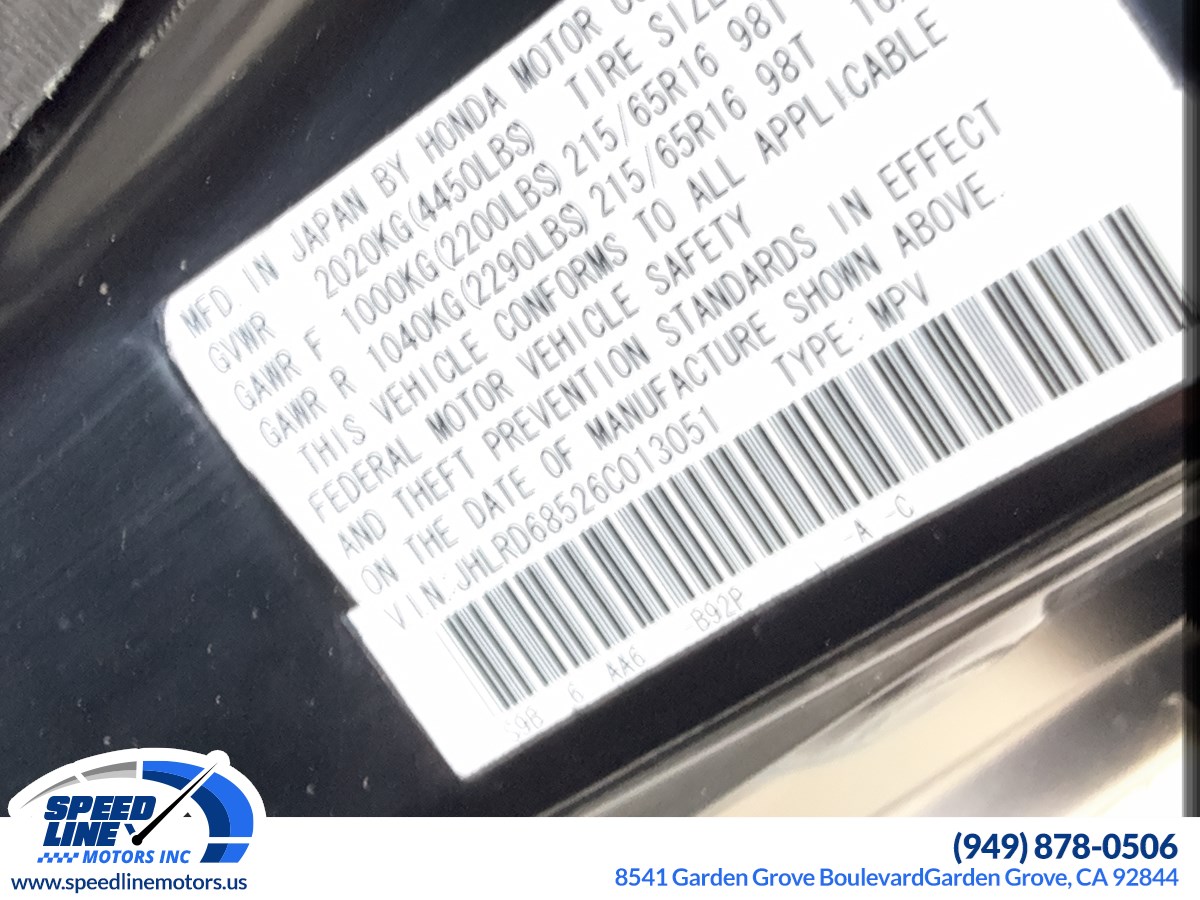 MFD. IN JAPAN BY HONDA MOTOR
GVWR 2020KG(4450LBS) TIRE SIZE
GAWR F 1000KG(2200LBS) 215/65R16 98T
GAWR R 1040KG(2290LBS) 215/65R16 98T
THIS VEHICLE CONFORMS TO ALL APPLICABLE
FEDERAL MOTOR VEHICLE SAFETY
AND THEFT PREVENTION STANDARDS IN EFFECT
ON THE DATE OF MANUFACTURE SHOWN ABOVE.
VIN:JHLRD68526C013051 TYPE: MPV
S9B 6 AA6 B92P -A -C
SPEED
LINE
MOTORS INC
www.speedlinemotors.us
(949) 878-0506
8541 Garden Grove BoulevardGarden Grove, CA 92844